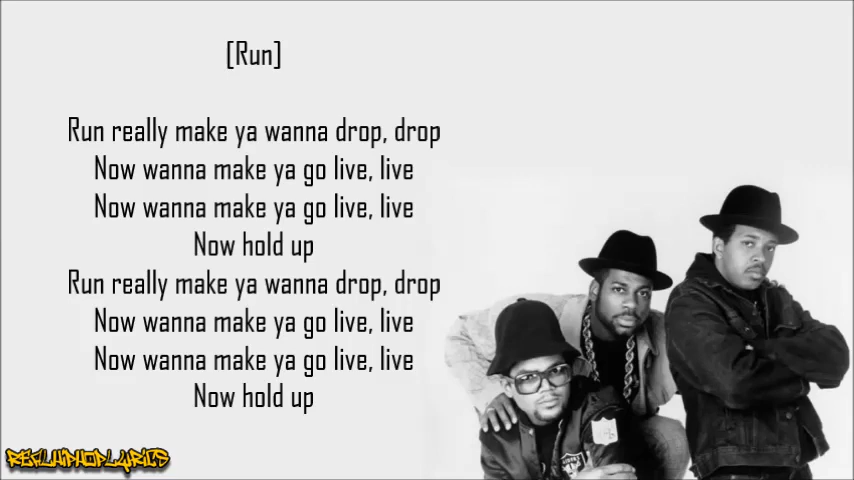 [Run]
Run really make ya wanna drop, drop
Now wanna make ya go live, live
Now wanna make ya go live, live
Now hold up
Run really make ya wanna drop, drop
Now wanna make ya go live, live
Now wanna make ya go live, live
Now hold up
RAIDERS
REALHIPHOPLYRICS